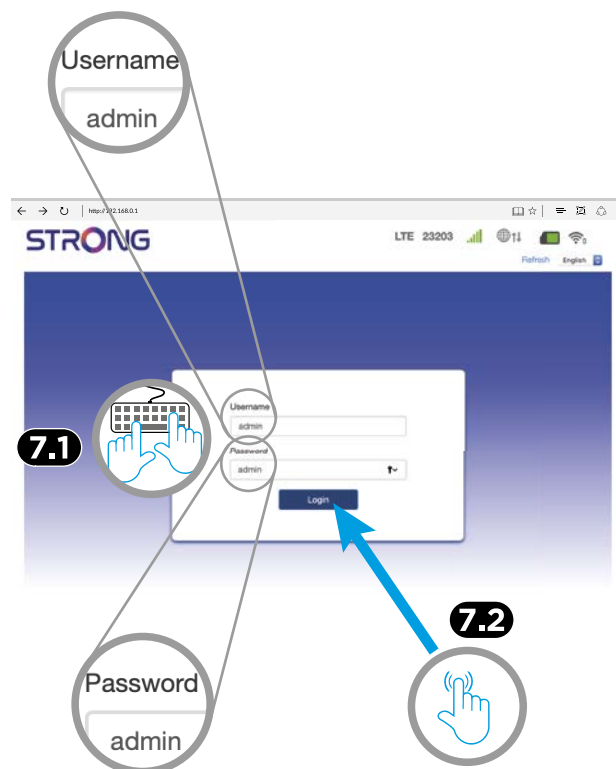 Username
admin
http://192.168.0.1
STRONG
LTE 23203
Refresh English
Username
admin
7.1
Password
admin
Login
7.2
Password
admin